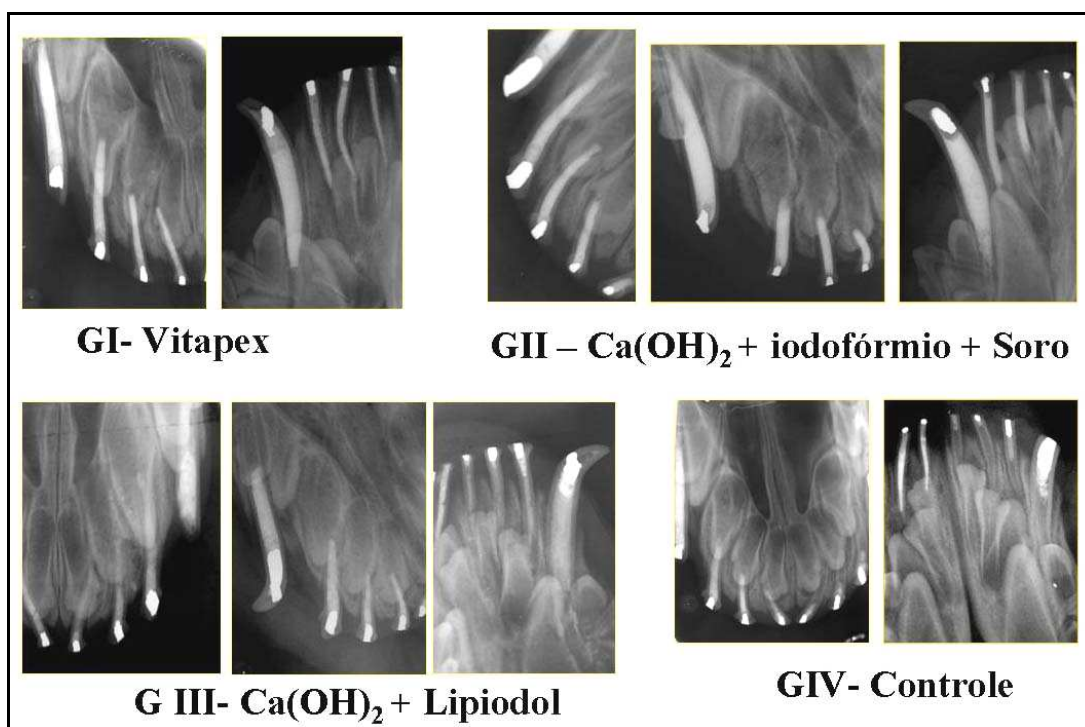 GI- Vitapex
GII – Ca(OH)₂ + iodofórmio + Soro
G III- Ca(OH)₂ + Lipiodol
GIV- Controle